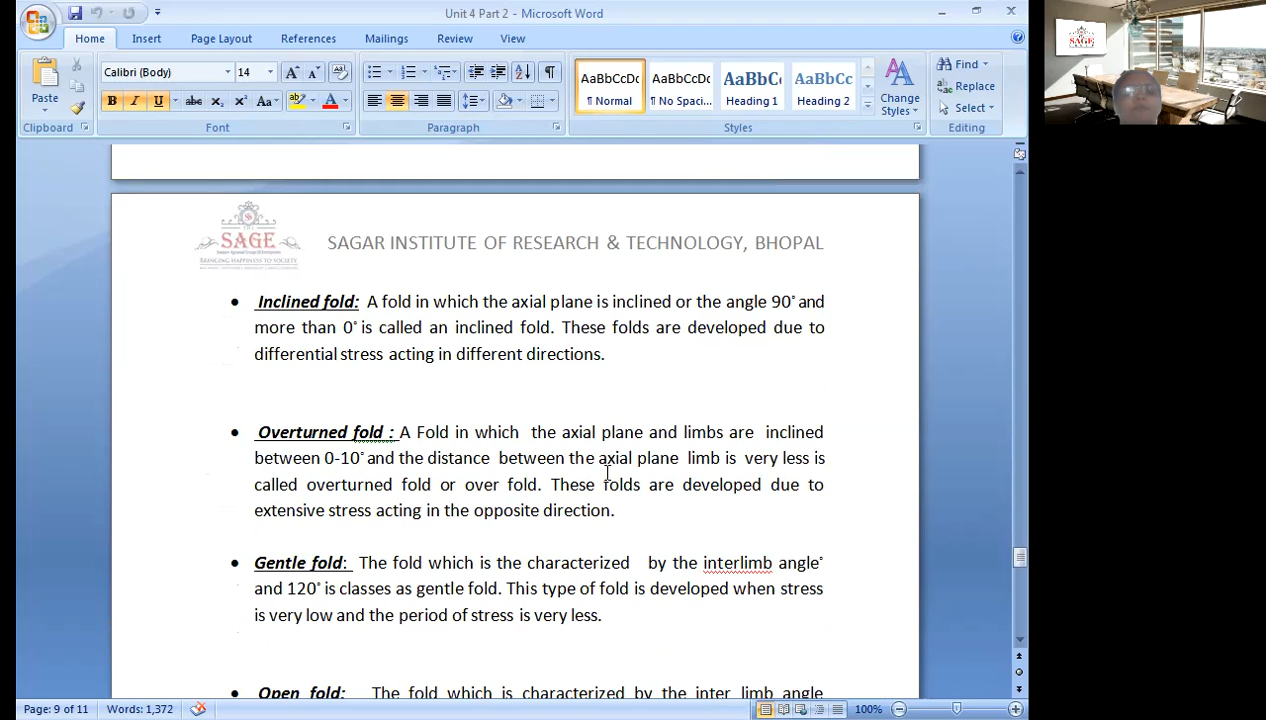 Unit 4 Part 2 - Microsoft Word
Home Insert Page Layout References Mailings Review View
Calibri (Body) 14
Paste
Clipboard Font Paragraph Styles Editing
AaBbCcDc AaBbCcDc AaBbC AaBbCc
¶ Normal ¶ No Spaci... Heading 1 Heading 2
Change
Styles
Find
Replace
Select
SAGE
SAGE
BRINGING HAPPINESS TO SOCIETY
SAGAR INSTITUTE OF RESEARCH & TECHNOLOGY, BHOPAL
• Inclined fold: A fold in which the axial plane is inclined or the angle 90° and
more than 0° is called an inclined fold. These folds are developed due to
differential stress acting in different directions.
• Overturned fold : A Fold in which the axial plane and limbs are inclined
between 0-10° and the distance between the axial plane limb is very less is
called overturned fold or over fold. These folds are developed due to
extensive stress acting in the opposite direction.
• Gentle fold: The fold which is the characterized by the interlimb angle°
and 120° is classes as gentle fold. This type of fold is developed when stress
is very low and the period of stress is very less.
• Open fold: The fold which is characterized by the inter limb angle
Page: 9 of 11 Words: 1,372 100%